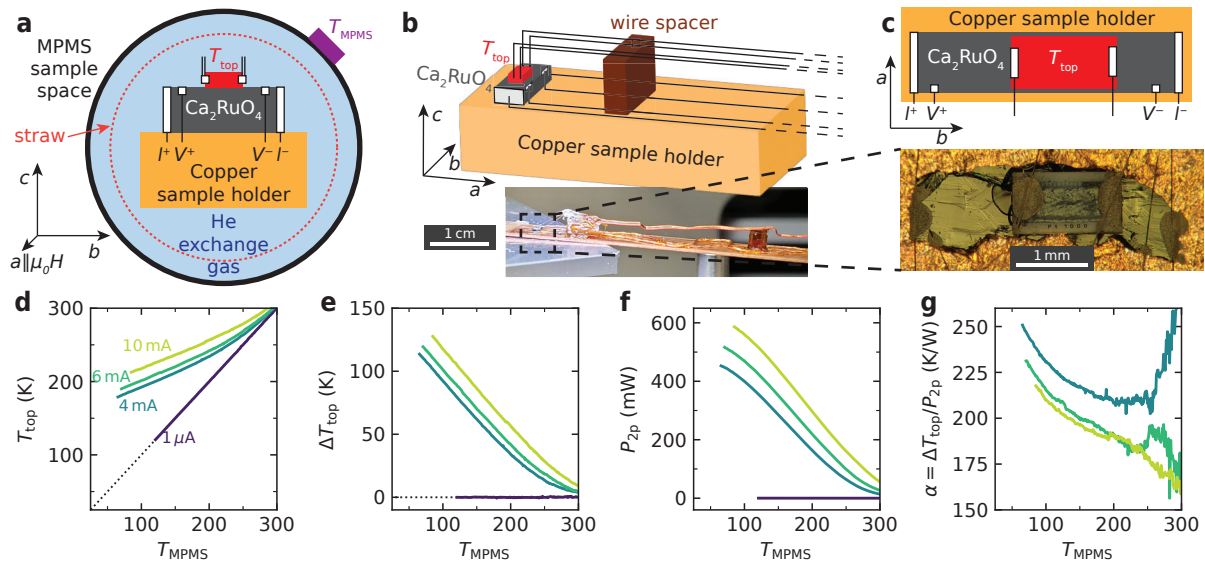 a
MPMS
sample
space
T_MPMS
T_top
Ca₂RuO₄
straw
I⁺ V⁺ V⁻ I⁻
Copper
sample holder
He
exchange
gas
c
b
a||μ₀H
b
wire spacer
T_top
Ca₂RuO
4
Copper sample holder
c
b
a
1 cm
c
Copper sample holder
Ca₂RuO₄
T_top
a
I⁺ V⁺ V⁻ I⁻
b
1 mm
d
T_top (K)
300
200
100
10 mA
6 mA
4 mA
1 μA
100 200 300
T_MPMS
e
ΔT_top (K)
150
100
50
0
100 200 300
T_MPMS
f
P_2p (mW)
600
400
200
0
100 200 300
T_MPMS
g
α = ΔT_top/P_2p (K/W)
250
225
200
175
150
100 200 300
T_MPMS